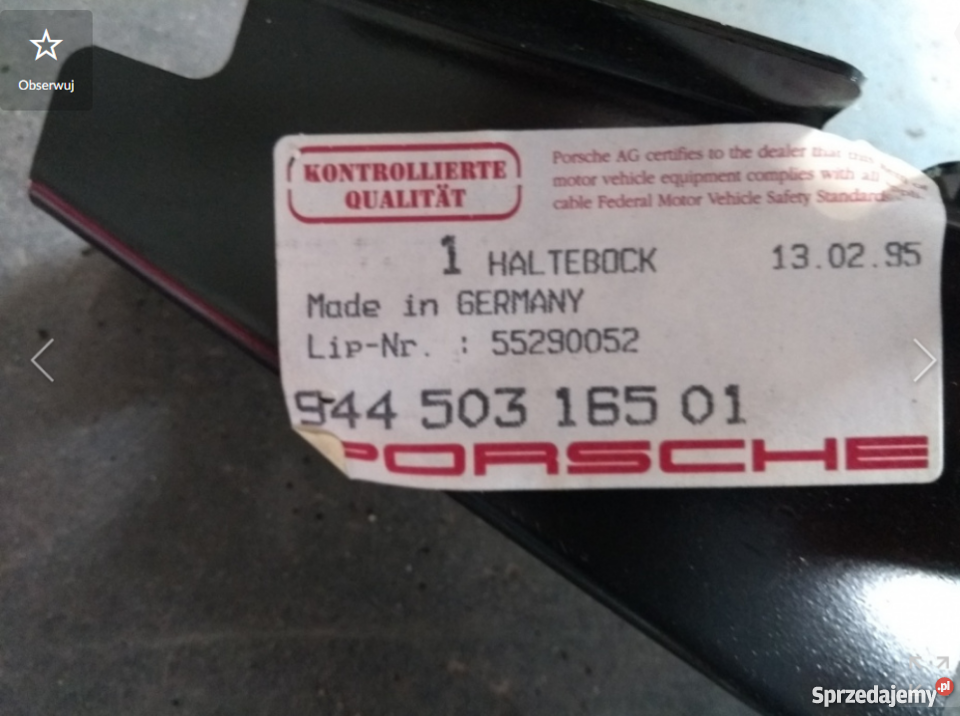 Obserwuj
KONTROLLIERTE
QUALITÄT
Porsche AG certifies to the dealer that this
motor vehicle equipment complies with all
cable Federal Motor Vehicle Safety Standards
1 HALTEBOCK 13.02.95
Made in GERMANY
Lip-Nr. : 55290052
944 503 165 01
PORSCHE
Sprzedajemy.pl